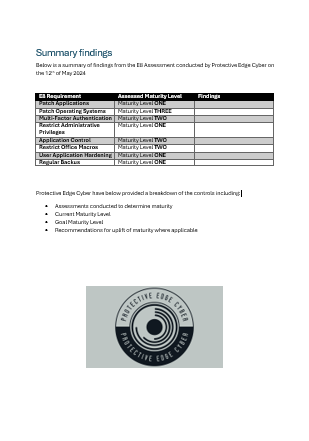 Summary findings
Below is a summary of findings from the E8 Assessment conducted by Protective Edge Cyber on
the 12th of May 2024
E8 Requirement Assessed Maturity Level Findings
Patch Applications Maturity Level ONE
Patch Operating Systems Maturity Level THREE
Multi-Factor Authentication Maturity Level TWO
Restrict Administrative Maturity Level ONE
Privileges
Application Control Maturity Level TWO
Restrict Office Macros Maturity Level TWO
User Application Hardening Maturity Level ONE
Regular Backus Maturity Level ONE
Protective Edge Cyber have below provided a breakdown of the controls including:
Assessments conducted to determine maturity
Current Maturity Level
Goal Maturity Level
Recommendations for uplift of maturity where applicable
PROTECTIVE EDGE CYBER
PROTECTIVE EDGE CYBER